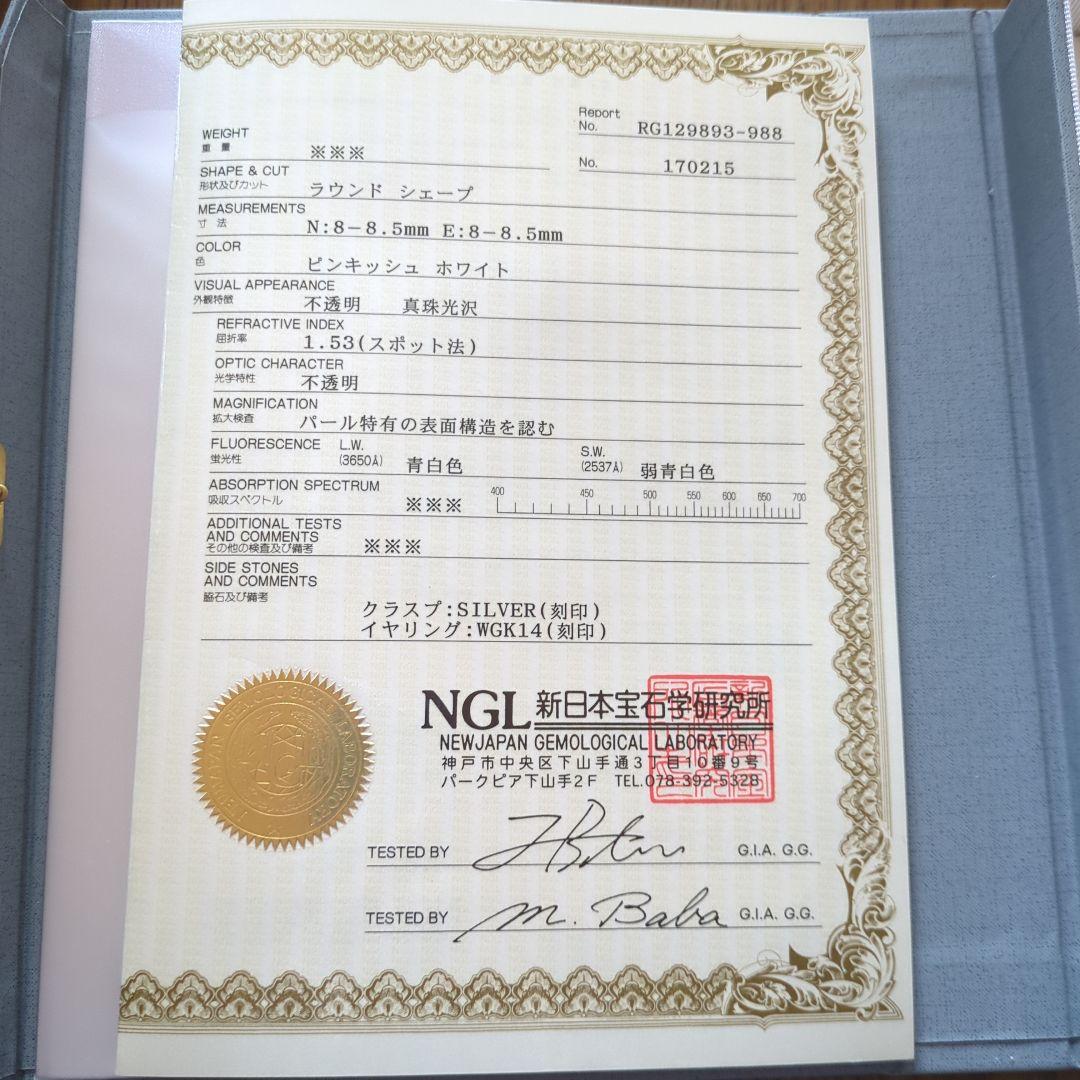 Report
No. RG129893-988
No. 170215
WEIGHT
重量 ※※※
SHAPE & CUT
形状及びカット ラウンド シェープ
MEASUREMENTS
寸法 N:8-8.5mm E:8-8.5mm
COLOR
色 ピンキッシュ ホワイト
VISUAL APPEARANCE
外観特徴 不透明 真珠光沢
REFRACTIVE INDEX
屈折率 1.53(スポット法)
OPTIC CHARACTER
光学特性 不透明
MAGNIFICATION
拡大検査 パール特有の表面構造を認む
FLUORESCENCE L.W. S.W.
蛍光性 (3650Å) 青白色 (2537Å) 弱青白色
ABSORPTION SPECTRUM
吸収スペクトル ※※※ 400 450 500 550 600 650 700
ADDITIONAL TESTS
AND COMMENTS
その他の検査及び備考 ※※※
SIDE STONES
AND COMMENTS
脇石及び備考
クラスプ:SILVER(刻印)
イヤリング:WGK14(刻印)
NGL 新日本宝石学研究所
NEWJAPAN GEMOLOGICAL LABORATORY
神戸市中央区下山手通3丁目10番9号
パークピア下山手2F TEL.078-392-5328
TESTED BY G.I.A. G.G.
TESTED BY M. Baba G.I.A. G.G.